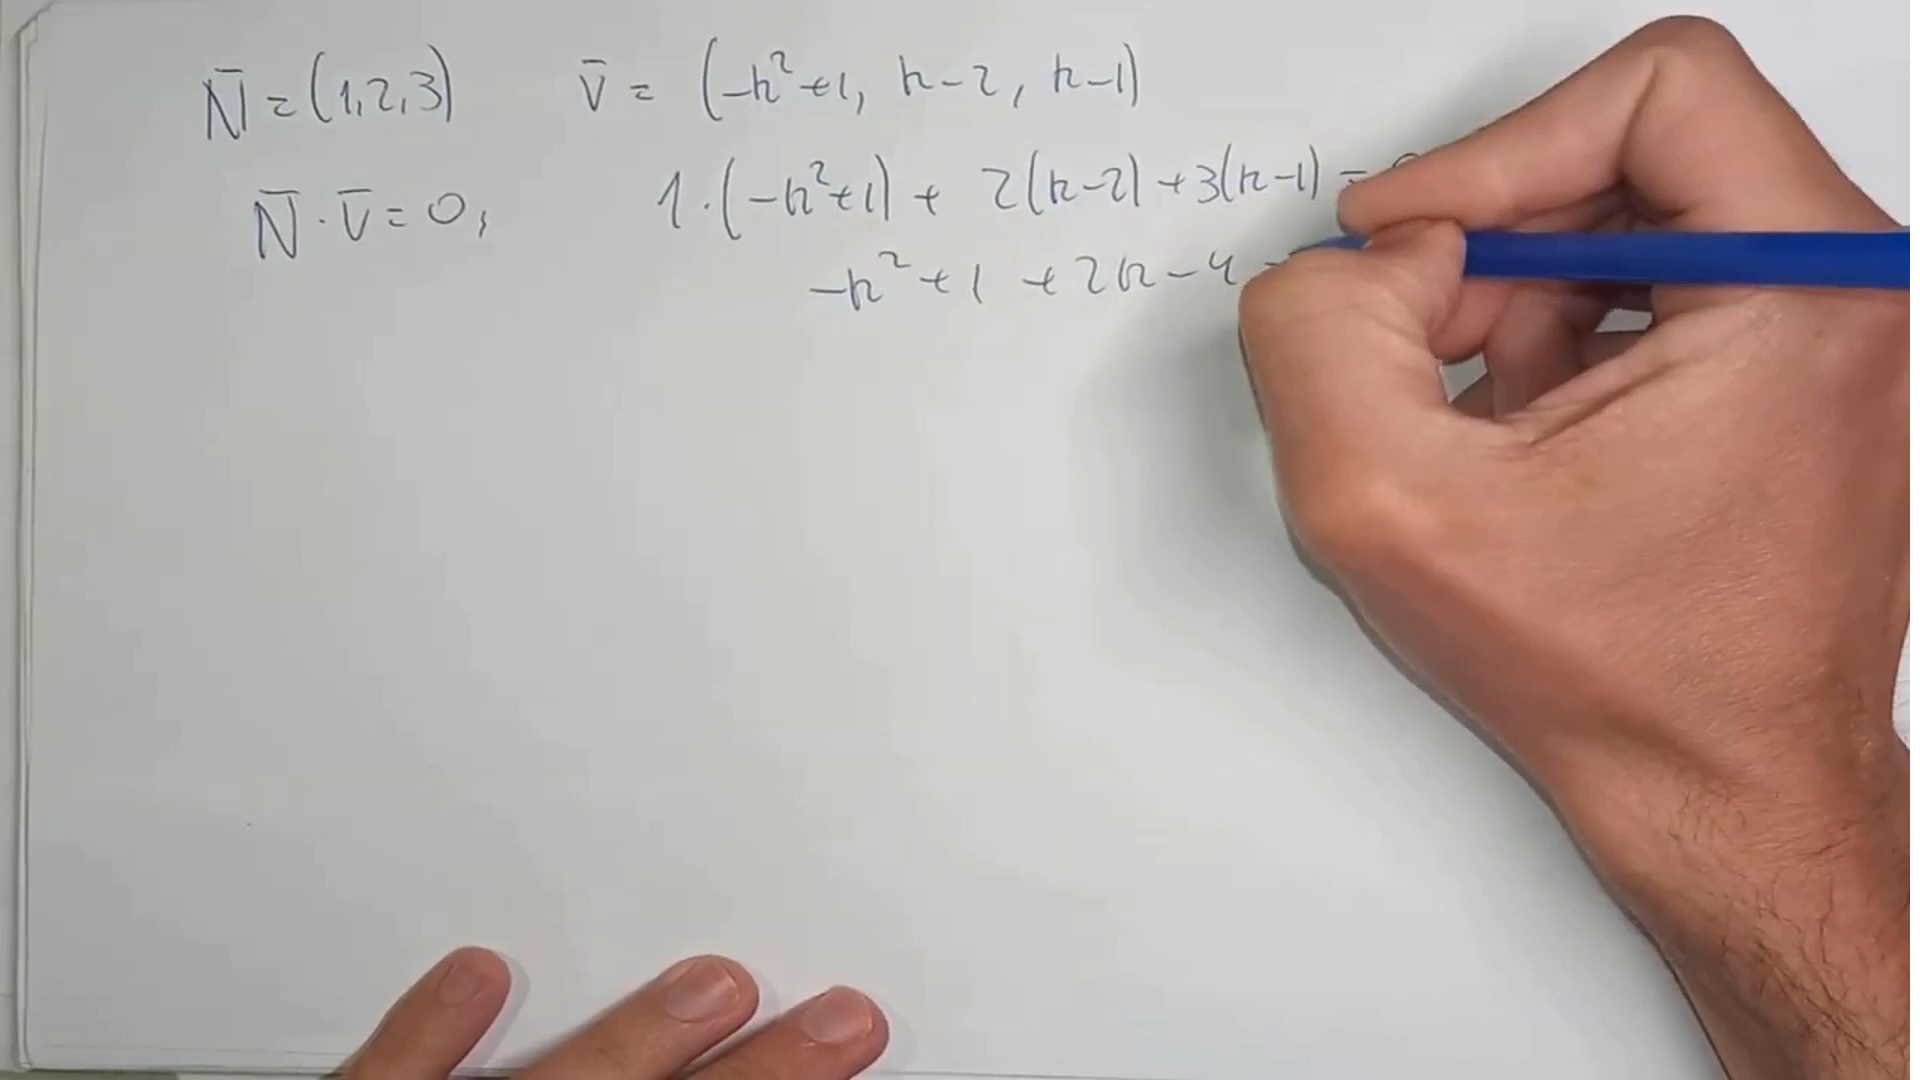 N̅ = (1,2,3) v̅ = (-k²+1, k-2, k-1)
N̅ · v̅ = 0, 1·(-k²+1) + 2(k-2) +3(k-1) =
-k²+1 +2k-4